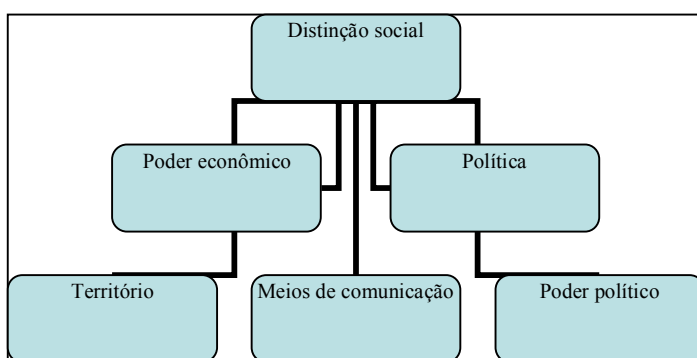 Distinção social
Poder econômico
Política
Território
Meios de comunicação
Poder político